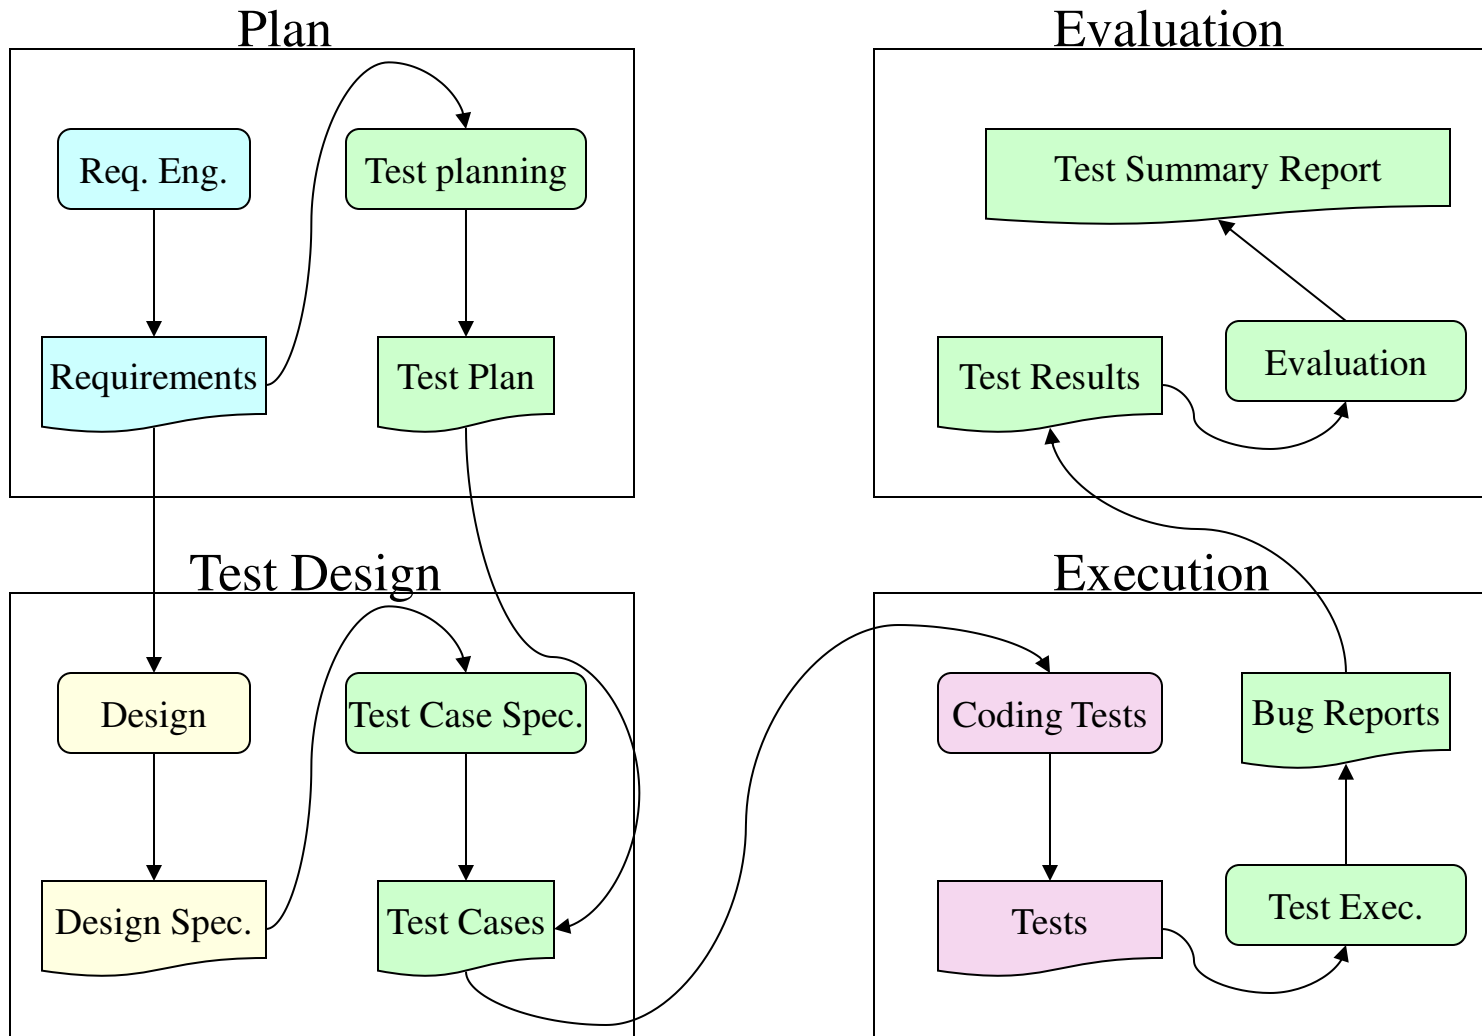 Plan
Req. Eng.
Test planning
Requirements
Test Plan
Evaluation
Test Summary Report
Test Results
Evaluation
Test Design
Design
Test Case Spec.
Design Spec.
Test Cases
Execution
Coding Tests
Bug Reports
Tests
Test Exec.